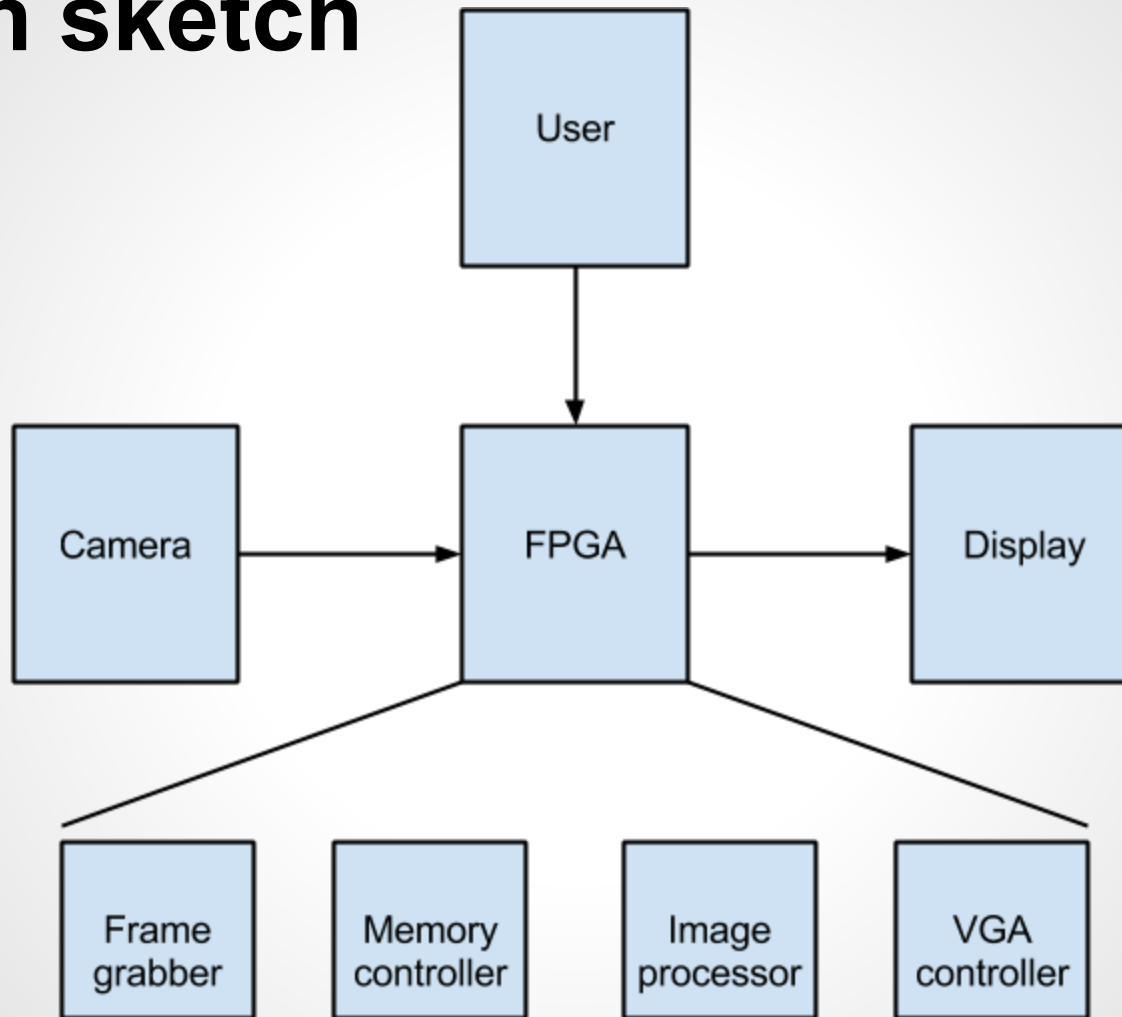 n sketch
User
Camera
FPGA
Display
Frame
grabber
Memory
controller
Image
processor
VGA
controller